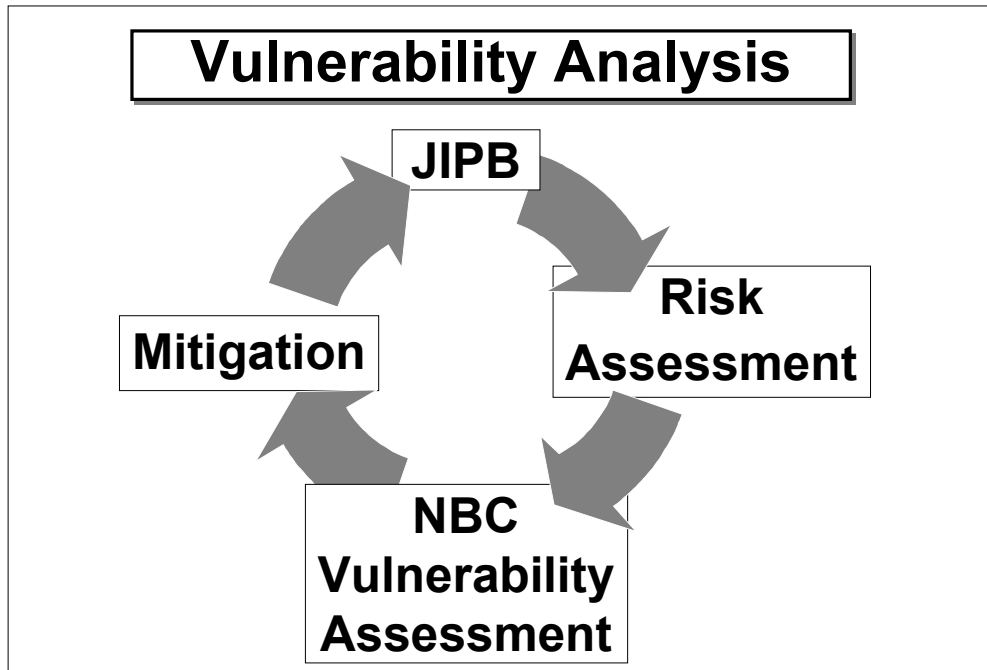 Vulnerability Analysis
JIPB
Risk
Assessment
NBC
Vulnerability
Assessment
Mitigation